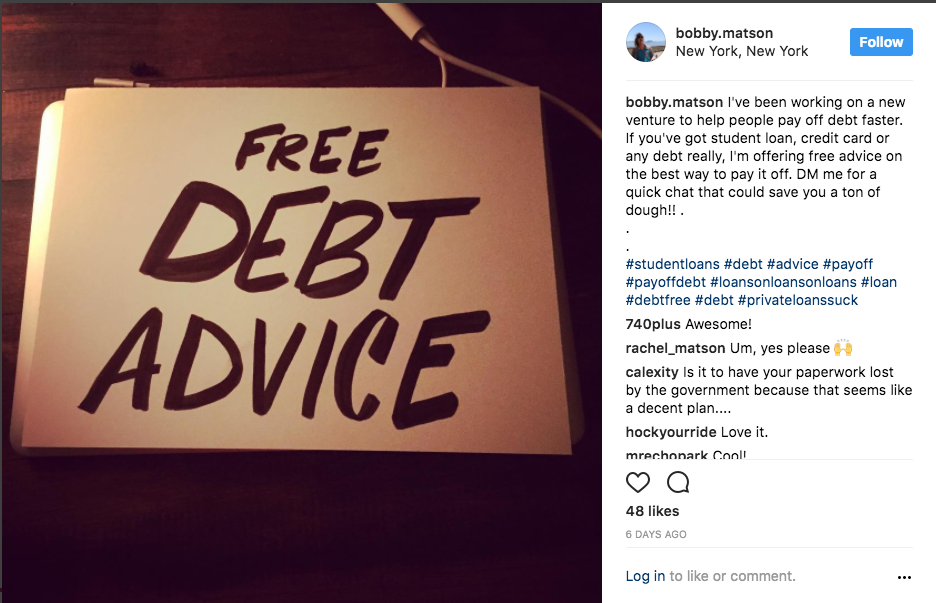 FREE
DEBT
ADVICE
bobby.matson
New York, New York
Follow
bobby.matson I've been working on a new
venture to help people pay off debt faster.
If you've got student loan, credit card or
any debt really, I'm offering free advice on
the best way to pay it off. DM me for a
quick chat that could save you a ton of
dough!! .
.
.
#studentloans #debt #advice #payoff
#payoffdebt #loansonloansonloans #loan
#debtfree #debt #privateloanssuck
740plus Awesome!
rachel_matson Um, yes please 🙌
calexity Is it to have your paperwork lost
by the government because that seems like
a decent plan....
hockyourride Love it.
mrechopark Cool!
48 likes
6 DAYS AGO
Log in to like or comment.